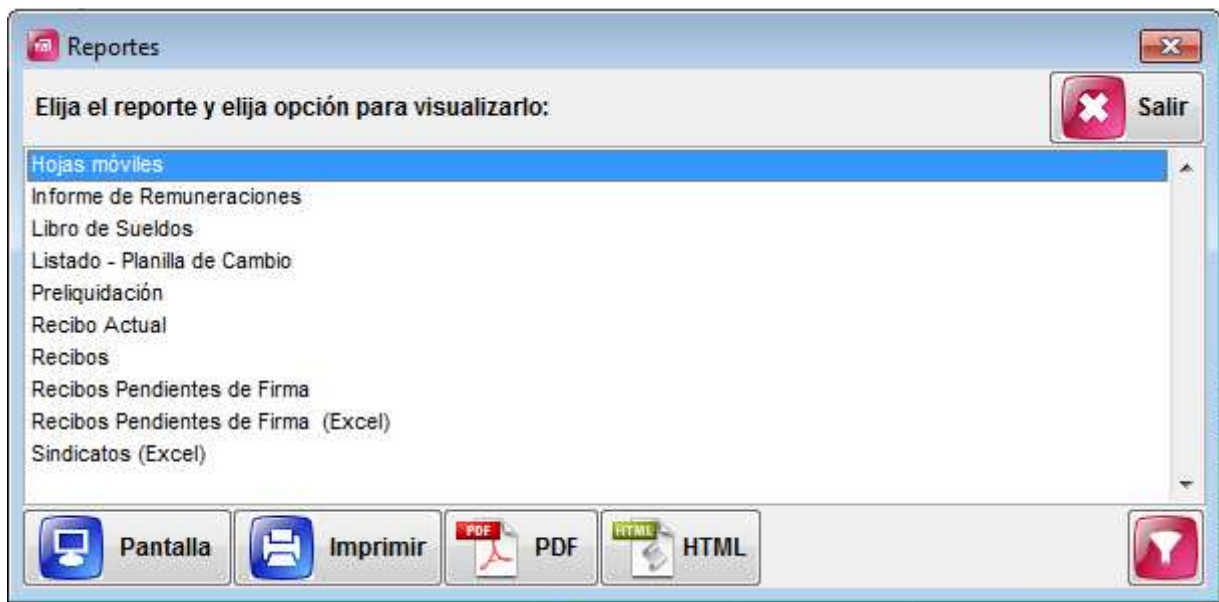 Reportes
Elija el reporte y elija opción para visualizarlo:
Salir
Hojas móviles
Informe de Remuneraciones
Libro de Sueldos
Listado - Planilla de Cambio
Preliquidación
Recibo Actual
Recibos
Recibos Pendientes de Firma
Recibos Pendientes de Firma (Excel)
Sindicatos (Excel)
Pantalla
Imprimir
PDF
PDF
HTML
HTML